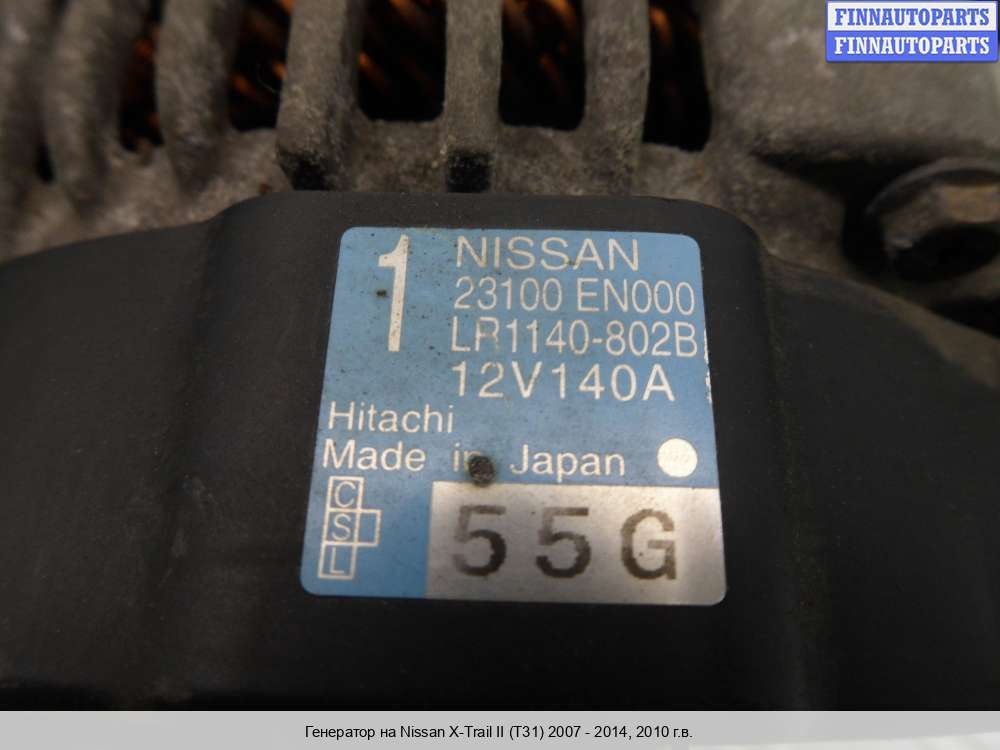 FINNAUTOPARTS
FINNAUTOPARTS
1
NISSAN
23100 EN000
LR1140-802B
12V140A
Hitachi
Made in Japan
C
S
L
55G
Генератор на Nissan X-Trail II (T31) 2007 - 2014, 2010 г.в.